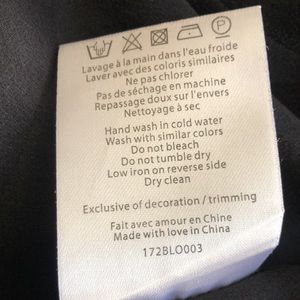 Lavage à la main dans l'eau froide
Laver avec des coloris similaires
Ne pas chlorer
Pas de séchage en machine
Repassage doux sur l'envers
Nettoyage à sec
Hand wash in cold water
Wash with similar colors
Do not bleach
Do not tumble dry
Low iron on reverse side
Dry clean
Exclusive of decoration / trimming
Fait avec amour en Chine
Made with love in China
172BLO003